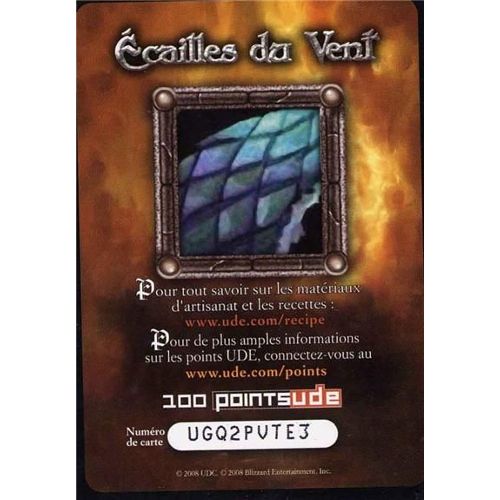 Écailles du Vent
Pour tout savoir sur les matériaux
d'artisanat et les recettes :
www.ude.com/recipe
Pour de plus amples informations
sur les points UDE, connectez-vous au
www.ude.com/points
100 POINTSude
Numéro
de carte
UGQ2PVTE3
© 2008 UDC. © 2008 Blizzard Entertainment, Inc.